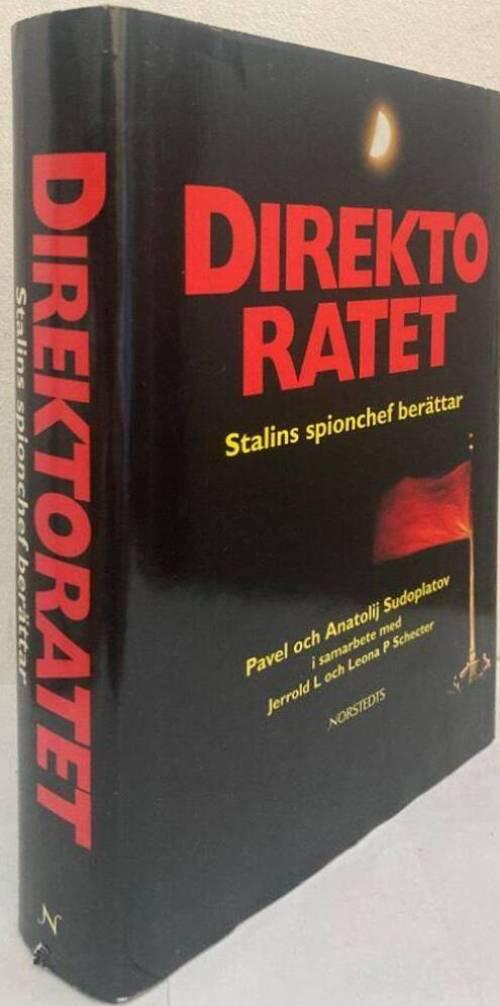 DIREKTORATET
Stalins spionchef berättar
N
DIREKTO
RATET
Stalins spionchef berättar
Pavel och Anatolij Sudoplatov
i samarbete med
Jerrold L och Leona P Schecter
NORSTEDTS